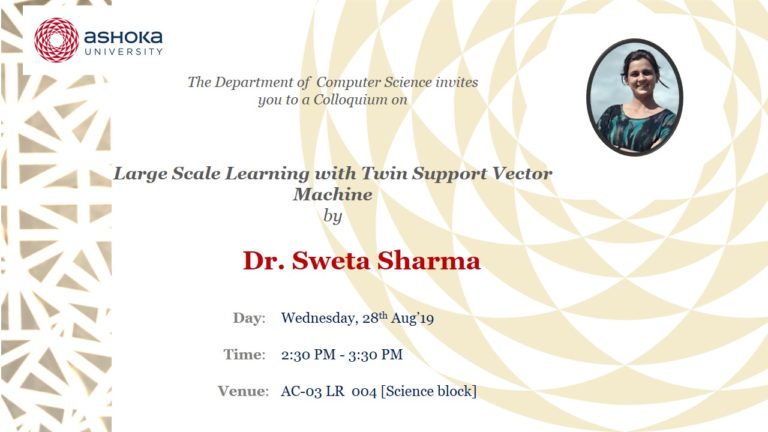 ASHOKA
UNIVERSITY
The Department of Computer Science invites
you to a Colloquium on
Large Scale Learning with Twin Support Vector
Machine
by
Dr. Sweta Sharma
Day: Wednesday, 28th Aug'19
Time: 2:30 PM - 3:30 PM
Venue: AC-03 LR 004 [Science block]